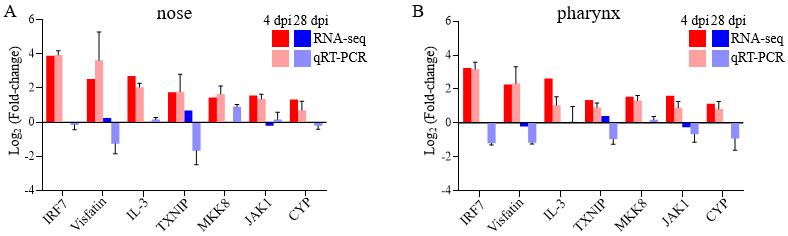 A
nose
4 dpi 28 dpi
RNA-seq
qRT-PCR
Log2 (Fold-change)
6
4
2
0
-2
-4
IRF7
Visfatin
IL-3
TXNIP
MKK8
JAK1
CYP
B
pharynx
4 dpi 28 dpi
RNA-seq
qRT-PCR
Log2 (Fold-change)
6
4
2
0
-2
-4
IRF7
Visfatin
IL-3
TXNIP
MKK8
JAK1
CYP